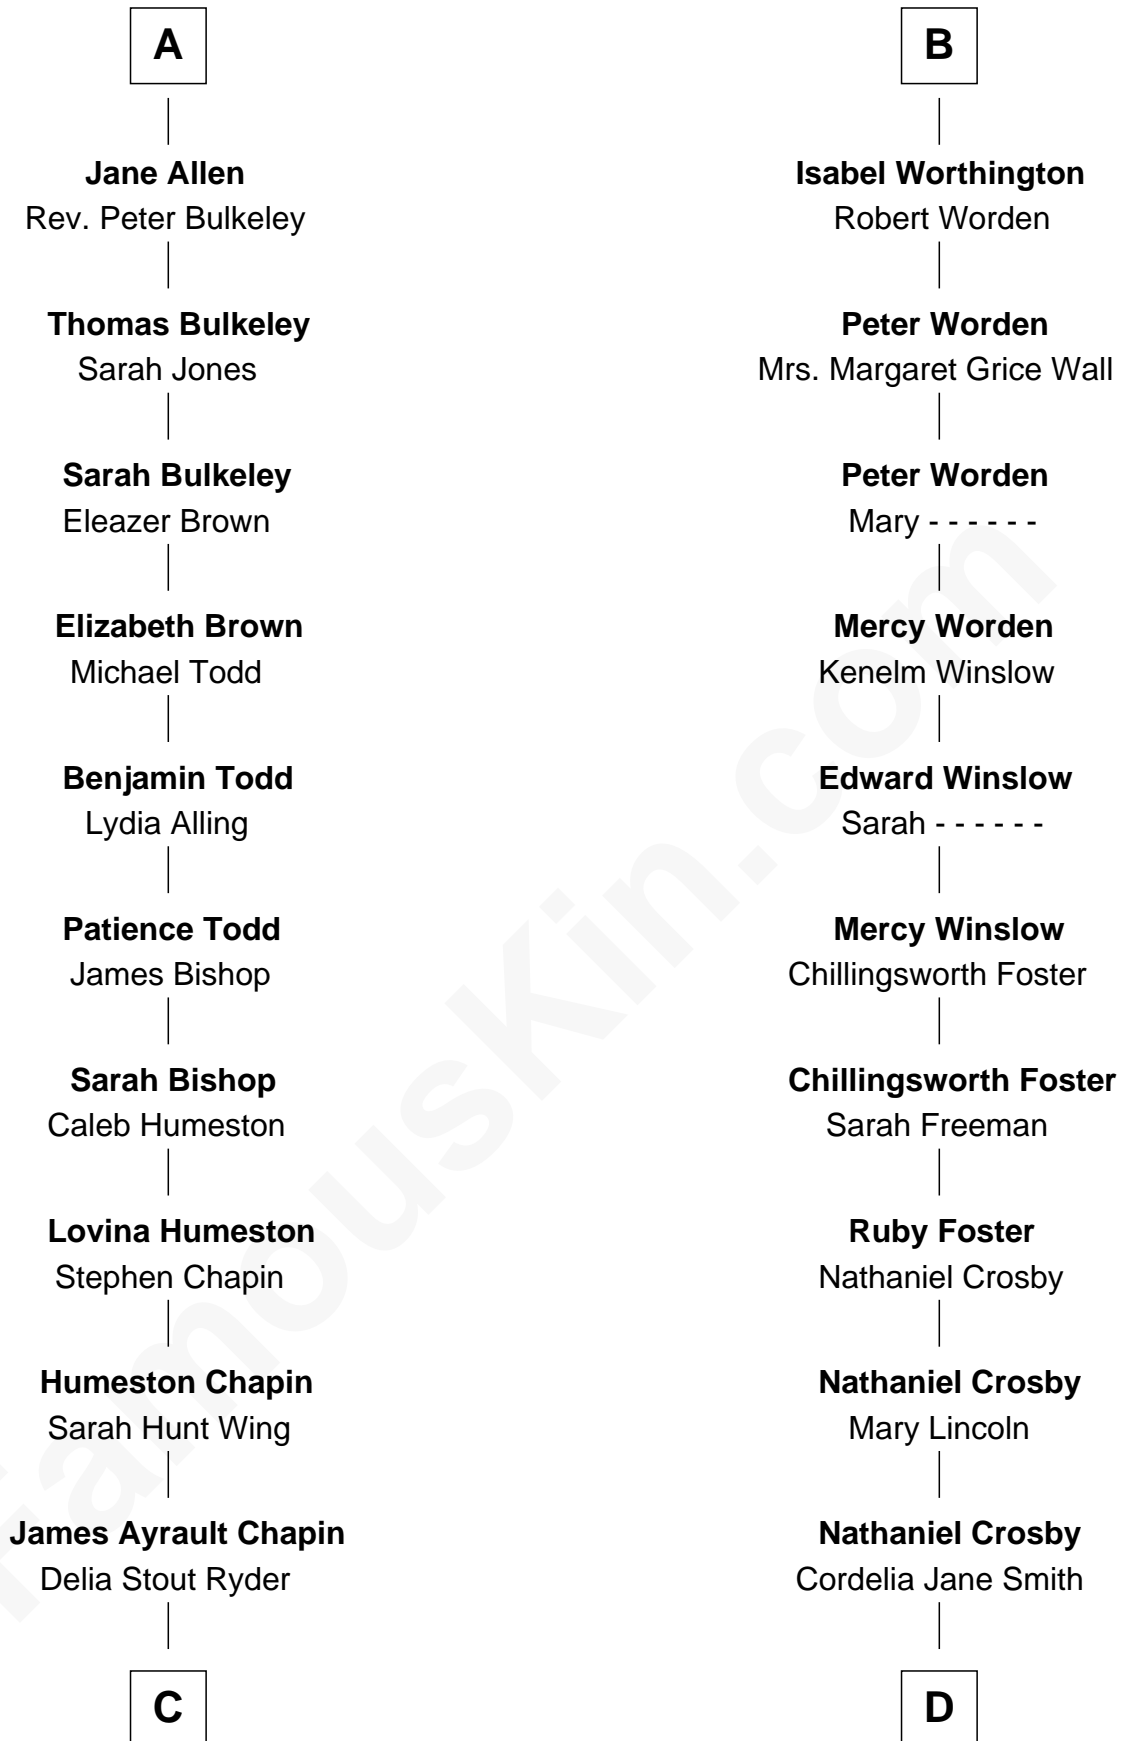 A
Jane Allen
Rev. Peter Bulkeley
Thomas Bulkeley
Sarah Jones
Sarah Bulkeley
Eleazer Brown
Elizabeth Brown
Michael Todd
Benjamin Todd
Lydia Alling
Patience Todd
James Bishop
Sarah Bishop
Caleb Humeston
Lovina Humeston
Stephen Chapin
Humeston Chapin
Sarah Hunt Wing
James Ayrault Chapin
Delia Stout Ryder
C
B
Isabel Worthington
Robert Worden
Peter Worden
Mrs. Margaret Grice Wall
Peter Worden
Mary - - - - - -
Mercy Worden
Kenelm Winslow
Edward Winslow
Sarah - - - - - -
Mercy Winslow
Chillingsworth Foster
Chillingsworth Foster
Sarah Freeman
Ruby Foster
Nathaniel Crosby
Nathaniel Crosby
Mary Lincoln
Nathaniel Crosby
Cordelia Jane Smith
D
FamousKin.com